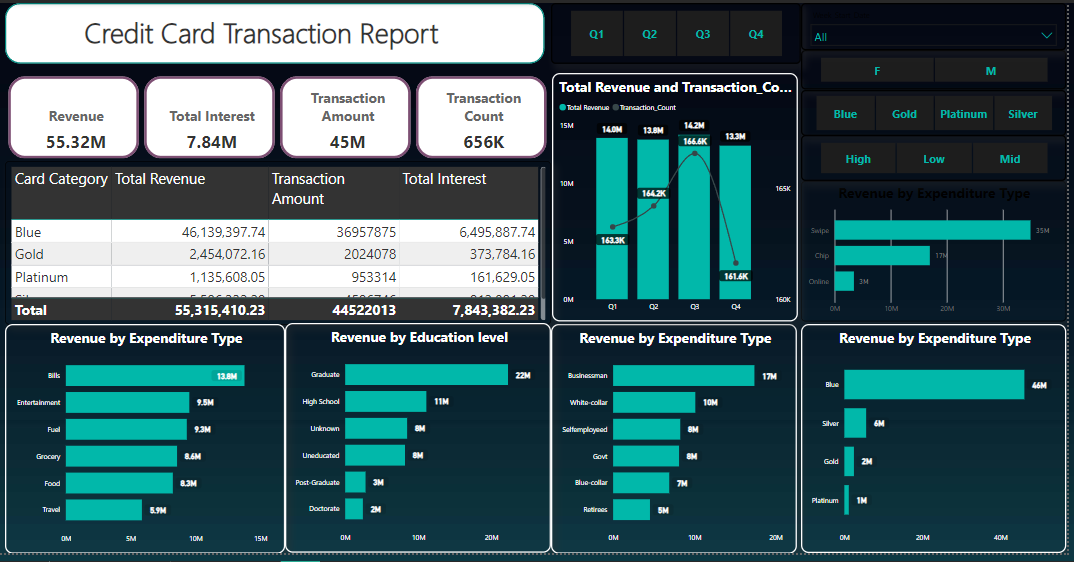 Credit Card Transaction Report
Q1 Q2 Q3 Q4
All
F M
Blue Gold Platinum Silver
High Low Mid
Revenue
55.32M
Total Interest
7.84M
Transaction
Amount
45M
Transaction
Count
656K
Card Category Total Revenue Transaction Amount Total Interest
Blue 46,139,397.74 36957875 6,495,887.74
Gold 2,454,072.16 2024078 373,784.16
Platinum 1,135,608.05 953314 161,629.05
Total 55,315,410.23 44522013 7,843,382.23
Total Revenue and Transaction_Co...
Total Revenue Transaction_Count
15M
10M
5M
0M
14.0M 13.8M 14.2M 13.3M
163.3K 164.2K 166.6K 161.6K
165K
160K
Q1 Q2 Q3 Q4
Revenue by Expenditure Type
Swipe 35M
Chip 17M
Online 3M
0M 10M 20M 30M
Revenue by Expenditure Type
Bills 13.8M
Entertainment 9.5M
Fuel 9.3M
Grocery 8.6M
Food 8.3M
Travel 5.9M
0M 5M 10M 15M
Revenue by Education level
Graduate 22M
High School 11M
Unknown 8M
Uneducated 8M
Post-Graduate 3M
Doctorate 2M
0M 10M 20M
Revenue by Expenditure Type
Businessman 17M
White-collar 10M
Selfemployeed 8M
Govt 8M
Blue-collar 7M
Retirees 5M
0M 10M 20M
Revenue by Expenditure Type
Blue 46M
Silver 6M
Gold 2M
Platinum 1M
0M 20M 40M